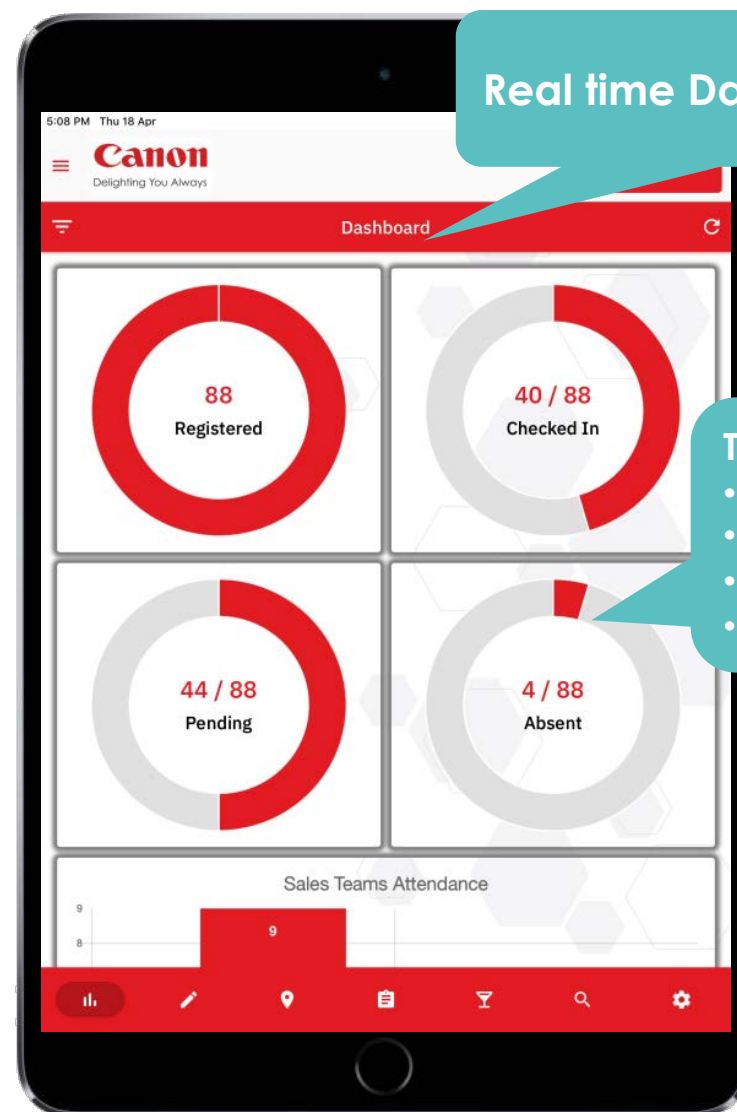 Real time Da
5:08 PM Thu 18 Apr
Canon
Delighting You Always
Dashboard
88
Registered
40 / 88
Checked In
T
44 / 88
Pending
4 / 88
Absent
Sales Teams Attendance
9
9
8